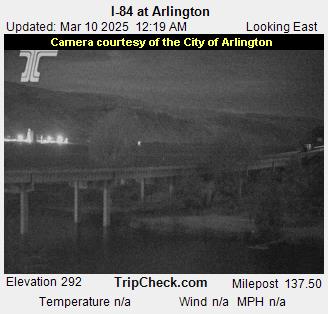 I-84 at Arlington
Updated: Mar 10 2025 12:19 AM Looking East
Camera courtesy of the City of Arlington
Elevation 292 TripCheck.com Milepost 137.50
Temperature n/a Wind n/a MPH n/a